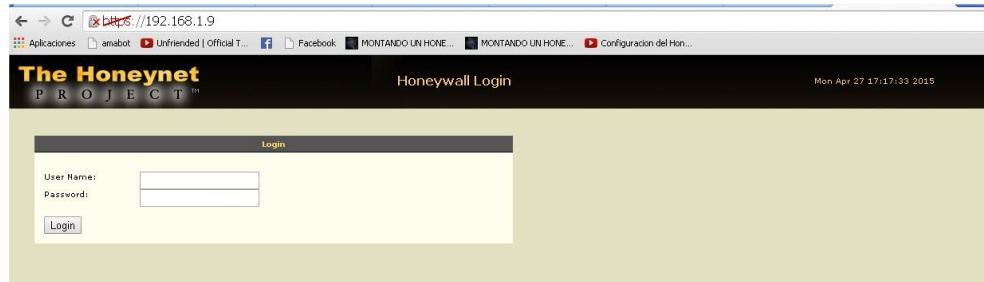 https://192.168.1.9
Aplicaciones amabot Unfriended | Official T... Facebook MONTANDO UN HONE... MONTANDO UN HONE... Configuracion del Hon...
The Honeynet
PROJECT™
Honeywall Login
Mon Apr 27 17:17:33 2015
Login
User Name:
Password:
Login